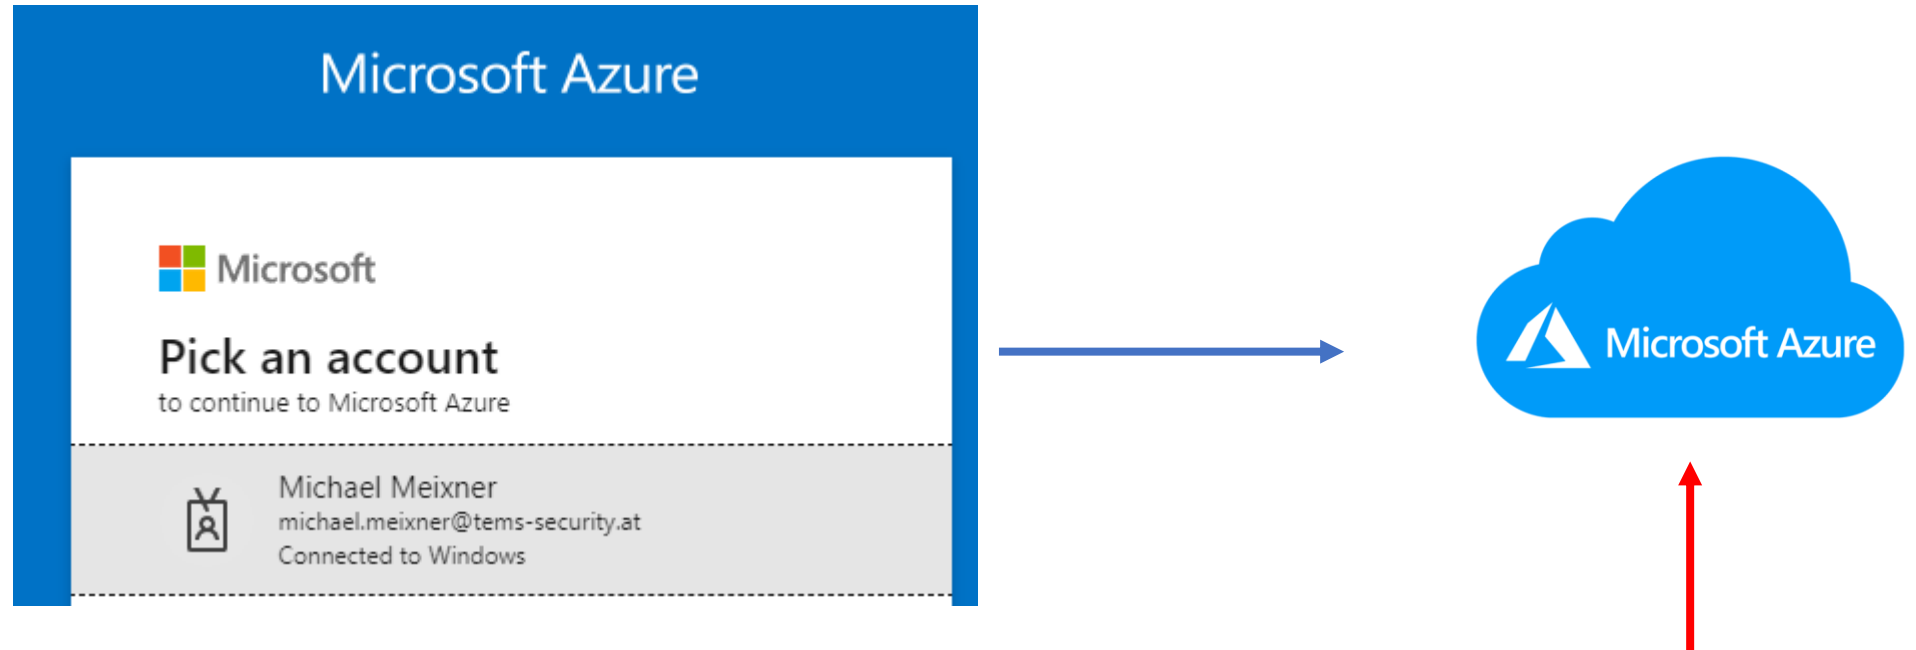 Microsoft Azure
Microsoft
Pick an account
to continue to Microsoft Azure
Michael Meixner
michael.meixner@tems-security.at
Connected to Windows
Microsoft Azure